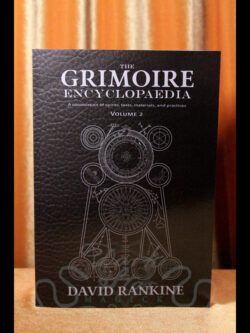 THE
GRIMOIRE
ENCYCLOPAEDIA
A convocation of spirits, texts, materials, and practices
VOLUME 2
DAVID RANKINE